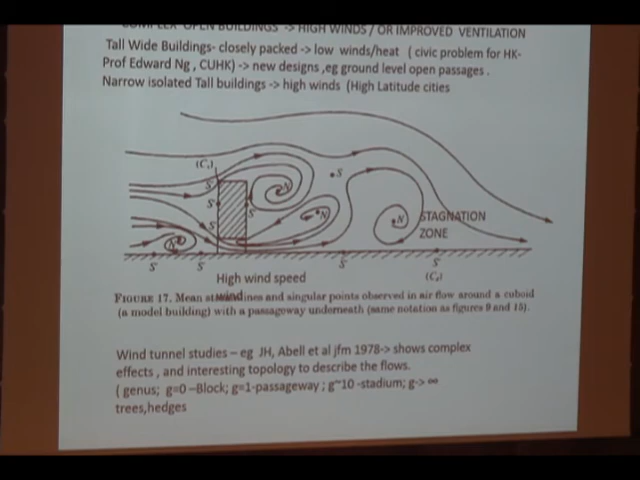 COMPLEX OPEN BUILDINGS -> HIGH WINDS / OR IMPROVED VENTILATION
Tall Wide Buildings- closely packed -> low winds/heat ( civic problem for HK-
Prof Edward Ng , CUHK) -> new designs ,eg ground level open passages .
Narrow isolated Tall buildings -> high winds (High Latitude cities
S
S
S
S
S
N
N
N
N
STAGNATION
ZONE
S
S
S
S
High wind speed
wind
FIGURE 17. Mean streamlines and singular points observed in air flow around a cuboid
(a model building) with a passageway underneath (same notation as figures 9 and 15).
Wind tunnel studies – eg JH, Abell et al jfm 1978-> shows complex
effects , and interesting topology to describe the flows.
( genus; g=0 –Block; g=1-passageway ; g~10 -stadium; g-> ∞
trees,hedges